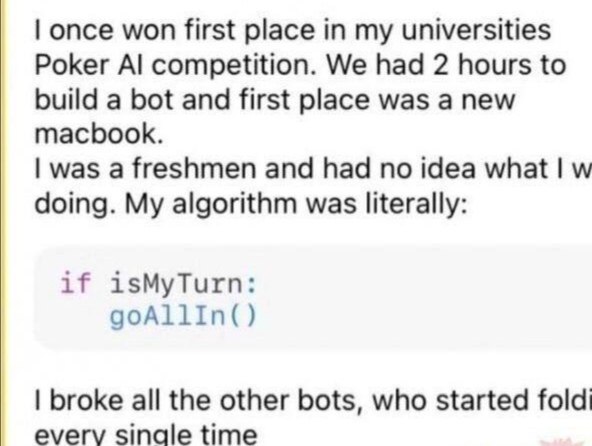 I once won first place in my universities
Poker AI competition. We had 2 hours to
build a bot and first place was a new
macbook.
I was a freshmen and had no idea what I w
doing. My algorithm was literally:
if isMyTurn:
goAllIn()
I broke all the other bots, who started foldi
every single time